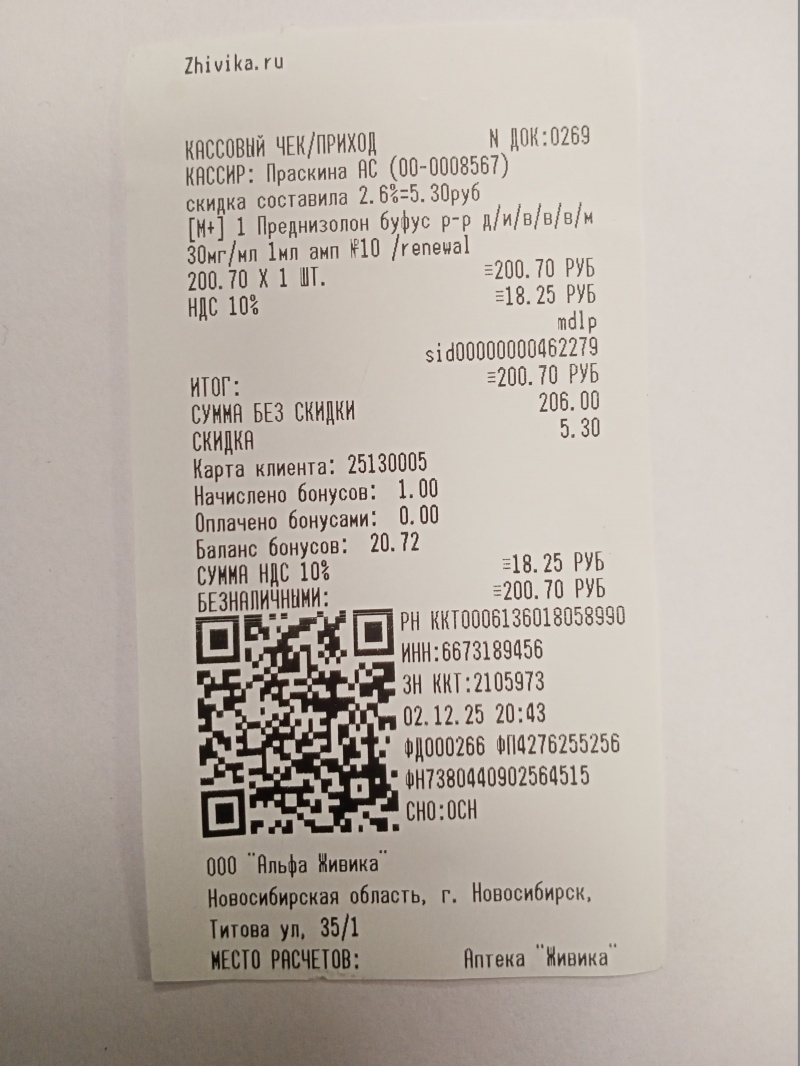 Zhivika.ru
КАССОВЫЙ ЧЕК/ПРИХОД N ДОК:0269
КАССИР: Праскина АС (00-0008567)
скидка составила 2.6%=5.30руб
[М+] 1 Преднизолон буфус р-р д/и/в/в/в/м
30мг/мл 1мл амп №10 /renewal
200.70 X 1 ШТ. =200.70 РУБ
НДС 10% =18.25 РУБ
mdlp
sid00000000462279
ИТОГ: =200.70 РУБ
СУММА БЕЗ СКИДКИ 206.00
СКИДКА 5.30
Карта клиента: 25130005
Начислено бонусов: 1.00
Оплачено бонусами: 0.00
Баланс бонусов: 20.72
СУММА НДС 10% =18.25 РУБ
БЕЗНАЛИЧНЫМИ: =200.70 РУБ
РН ККТ0006136018058990
ИНН:6673189456
ЗН ККТ:2105973
02.12.25 20:43
ФД000266 ФП4276255256
ФН7380440902564515
СНО:ОСН
ООО "Альфа Живика"
Новосибирская область, г. Новосибирск,
Титова ул, 35/1
МЕСТО РАСЧЕТОВ: Аптека "Живика"